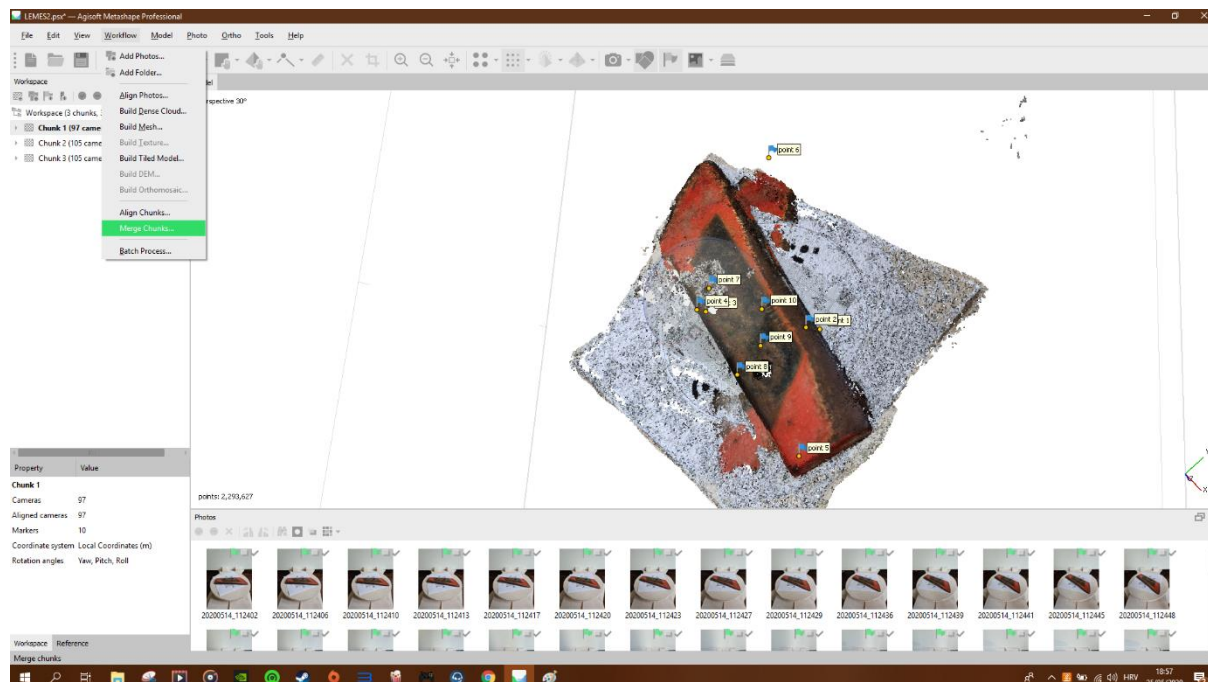 LEMES2.psx* — Agisoft Metashape Professional
File Edit View Workflow Model Photo Ortho Tools Help
Add Photos...
Add Folder...
Align Photos...
Build Dense Cloud...
Build Mesh...
Build Texture...
Build Tiled Model...
Build DEM...
Build Orthomosaic...
Align Chunks...
Merge Chunks...
Batch Process...
Workspace
Workspace (3 chunks,
Chunk 1 (97 came
Chunk 2 (105 came
Chunk 3 (105 came
rspective 30°
point 6
point 7
point 4
3
point 10
point 2
nt 1
point 9
point 8
point 5
Y
X
points: 2,293,627
Property Value
Chunk 1
Cameras 97
Aligned cameras 97
Markers 10
Coordinate system Local Coordinates (m)
Rotation angles Yaw, Pitch, Roll
Photos
20200514_112402 20200514_112406 20200514_112410 20200514_112413 20200514_112417 20200514_112420 20200514_112423 20200514_112427 20200514_112429 20200514_112436 20200514_112439 20200514_112441 20200514_112445 20200514_112448
Workspace Reference
Merge chunks
HRV
18:57